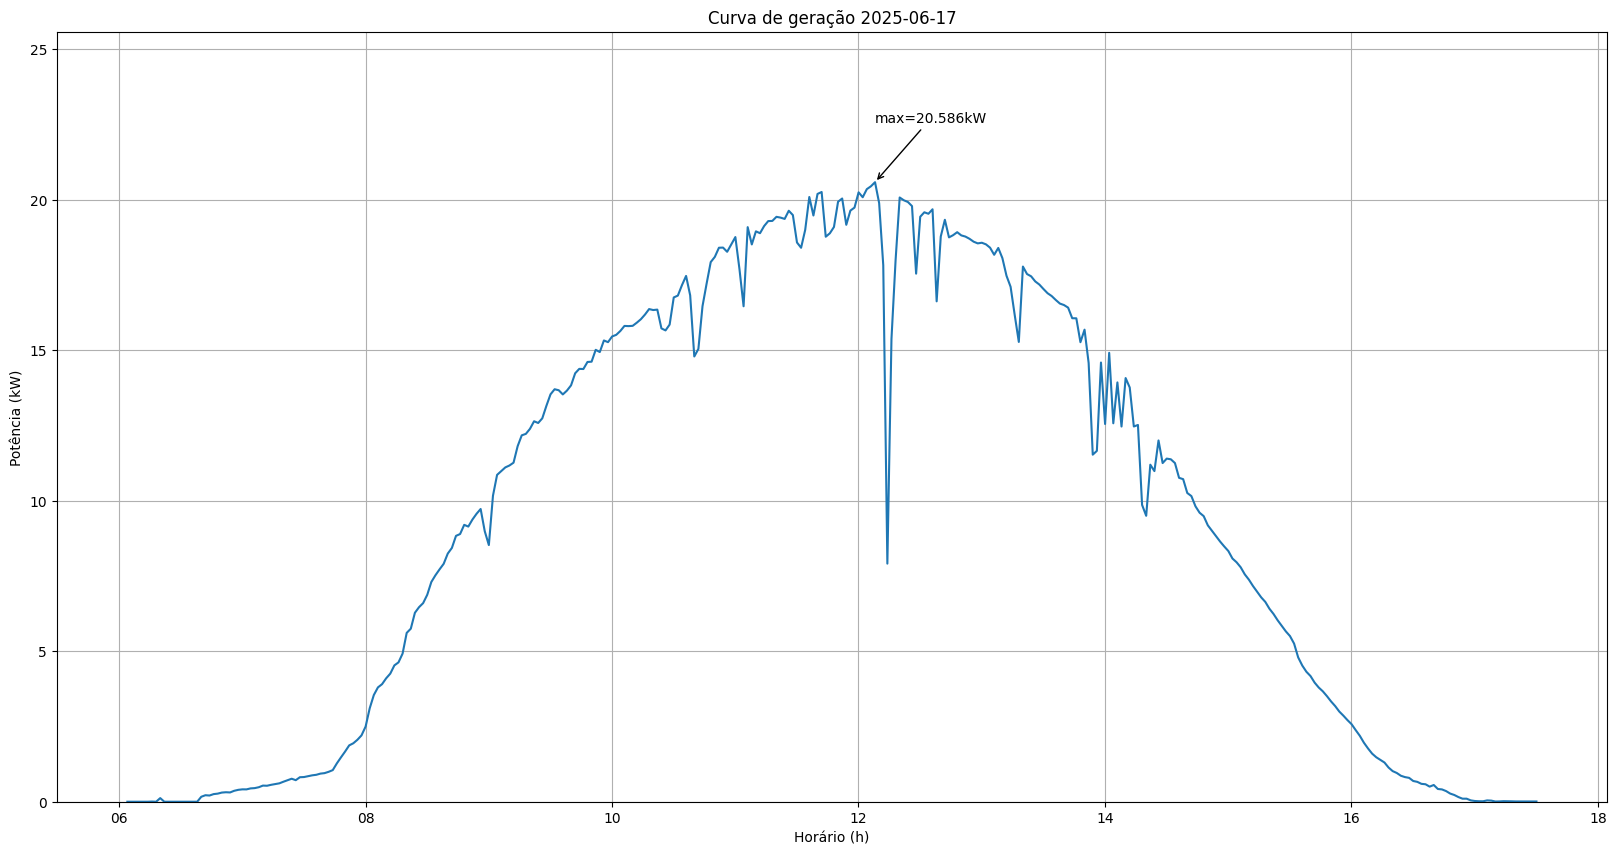 Curva de geração 2025-06-17
25
20
15
10
5
0
Potência (kW)
max=20.586kW
06 08 10 12 14 16 18
Horário (h)